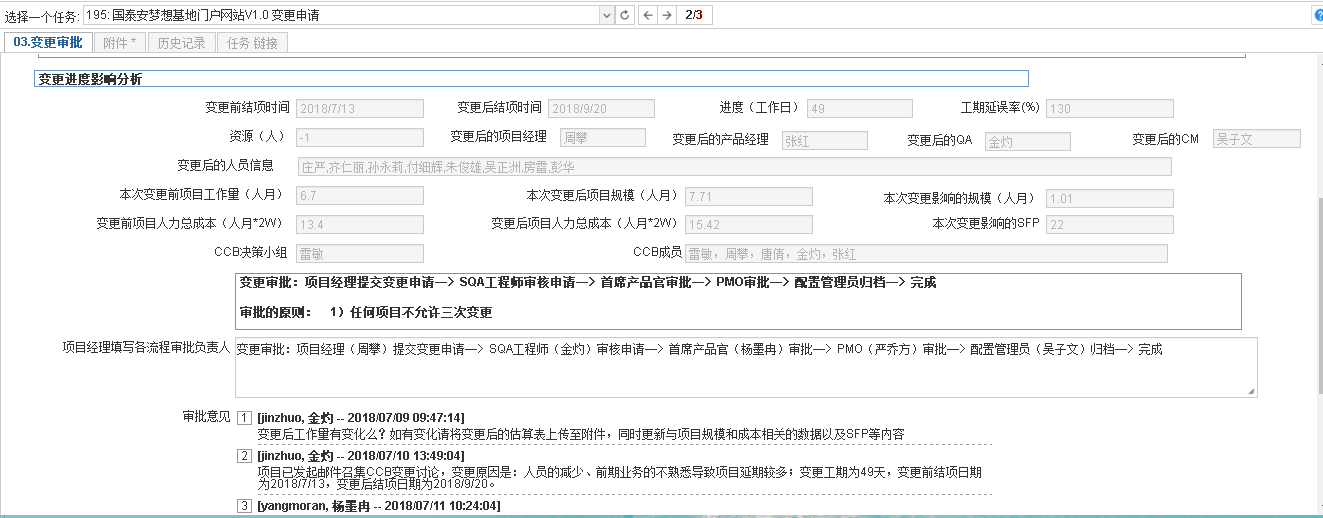 选择一个任务: 195: 国泰安梦想基地门户网站V1.0 变更申请 2/3
03.变更审批 附件 * 历史记录 任务 链接
变更进度影响分析
变更前结项时间 2018/7/13 变更后结项时间 2018/9/20 进度（工作日） 49 工期延误率(%) 130
资源（人） -1 变更后的项目经理 周攀 变更后的产品经理 张红 变更后的QA 金灼 变更后的CM 吴子文
变更后的人员信息 庄严,齐仁丽,孙永莉,付细辉,朱俊雄,吴正洲,房雷,彭华
本次变更前项目工作量（人月） 6.7 本次变更后项目规模（人月） 7.71 本次变更影响的规模（人月） 1.01
变更前项目人力总成本（人月*2W） 13.4 变更后项目人力总成本（人月*2W） 15.42 本次变更影响的SFP 22
CCB决策小组 雷敏 CCB成员 雷敏，周攀，唐倩，金灼，张红
变更审批：项目经理提交变更申请—> SQA工程师审核申请—> 首席产品官审批—> PMO审批—> 配置管理员归档—> 完成
审批的原则： 1）任何项目不允许三次变更
项目经理填写各流程审批负责人 变更审批：项目经理（周攀）提交变更申请—> SQA工程师（金灼）审核申请—> 首席产品官（杨墨冉）审批—> PMO（严乔方）审批—> 配置管理员（吴子文）归档—> 完成
审批意见 1 [jinzhuo, 金灼 -- 2018/07/09 09:47:14]
变更后工作量有变化么？如有变化请将变更后的估算表上传至附件，同时更新与项目规模和成本相关的数据以及SFP等内容
2 [jinzhuo, 金灼 -- 2018/07/10 13:49:04]
项目已发起邮件召集CCB变更讨论，变更原因是：人员的减少、前期业务的不熟悉导致项目延期较多；变更工期为49天，变更前结项日期
为2018/7/13，变更后结项日期为2018/9/20。
3 [yangmoran, 杨墨冉 -- 2018/07/11 10:24:04]